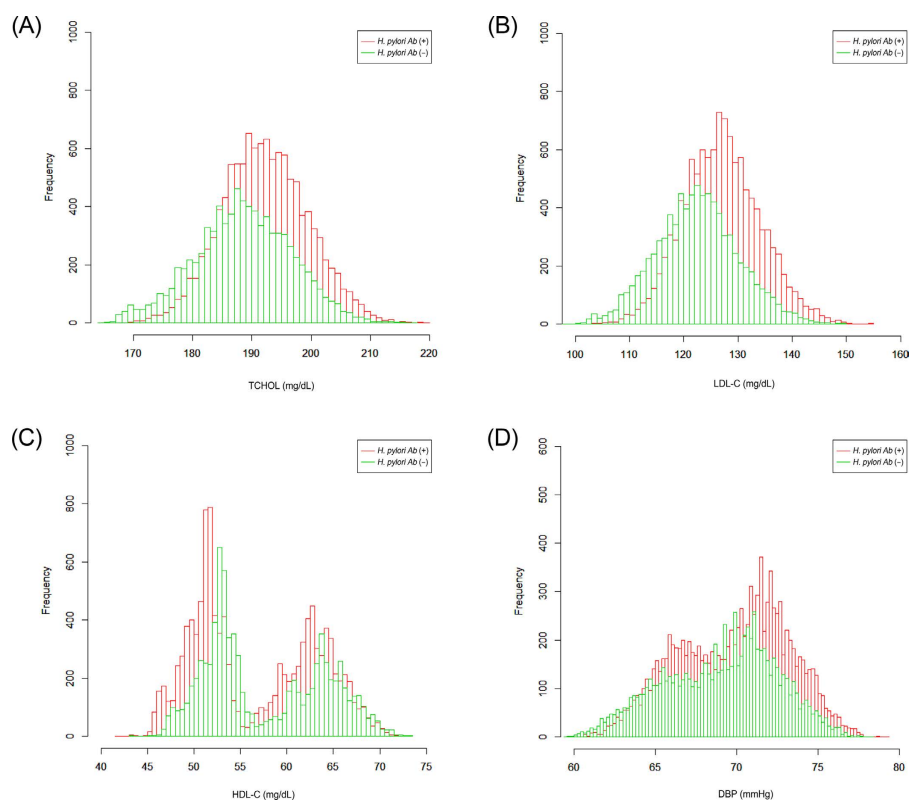 (A)
H. pylori Ab (+)
H. pylori Ab (−)
1000
800
600
400
200
0
Frequency
170 180 190 200 210 220
TCHOL (mg/dL)
(B)
H. pylori Ab (+)
H. pylori Ab (−)
1000
800
600
400
200
0
Frequency
100 110 120 130 140 150 160
LDL-C (mg/dL)
(C)
H. pylori Ab (+)
H. pylori Ab (−)
1000
800
600
400
200
0
Frequency
40 45 50 55 60 65 70 75
HDL-C (mg/dL)
(D)
H. pylori Ab (+)
H. pylori Ab (−)
600
500
400
300
200
100
0
Frequency
60 65 70 75 80
DBP (mmHg)